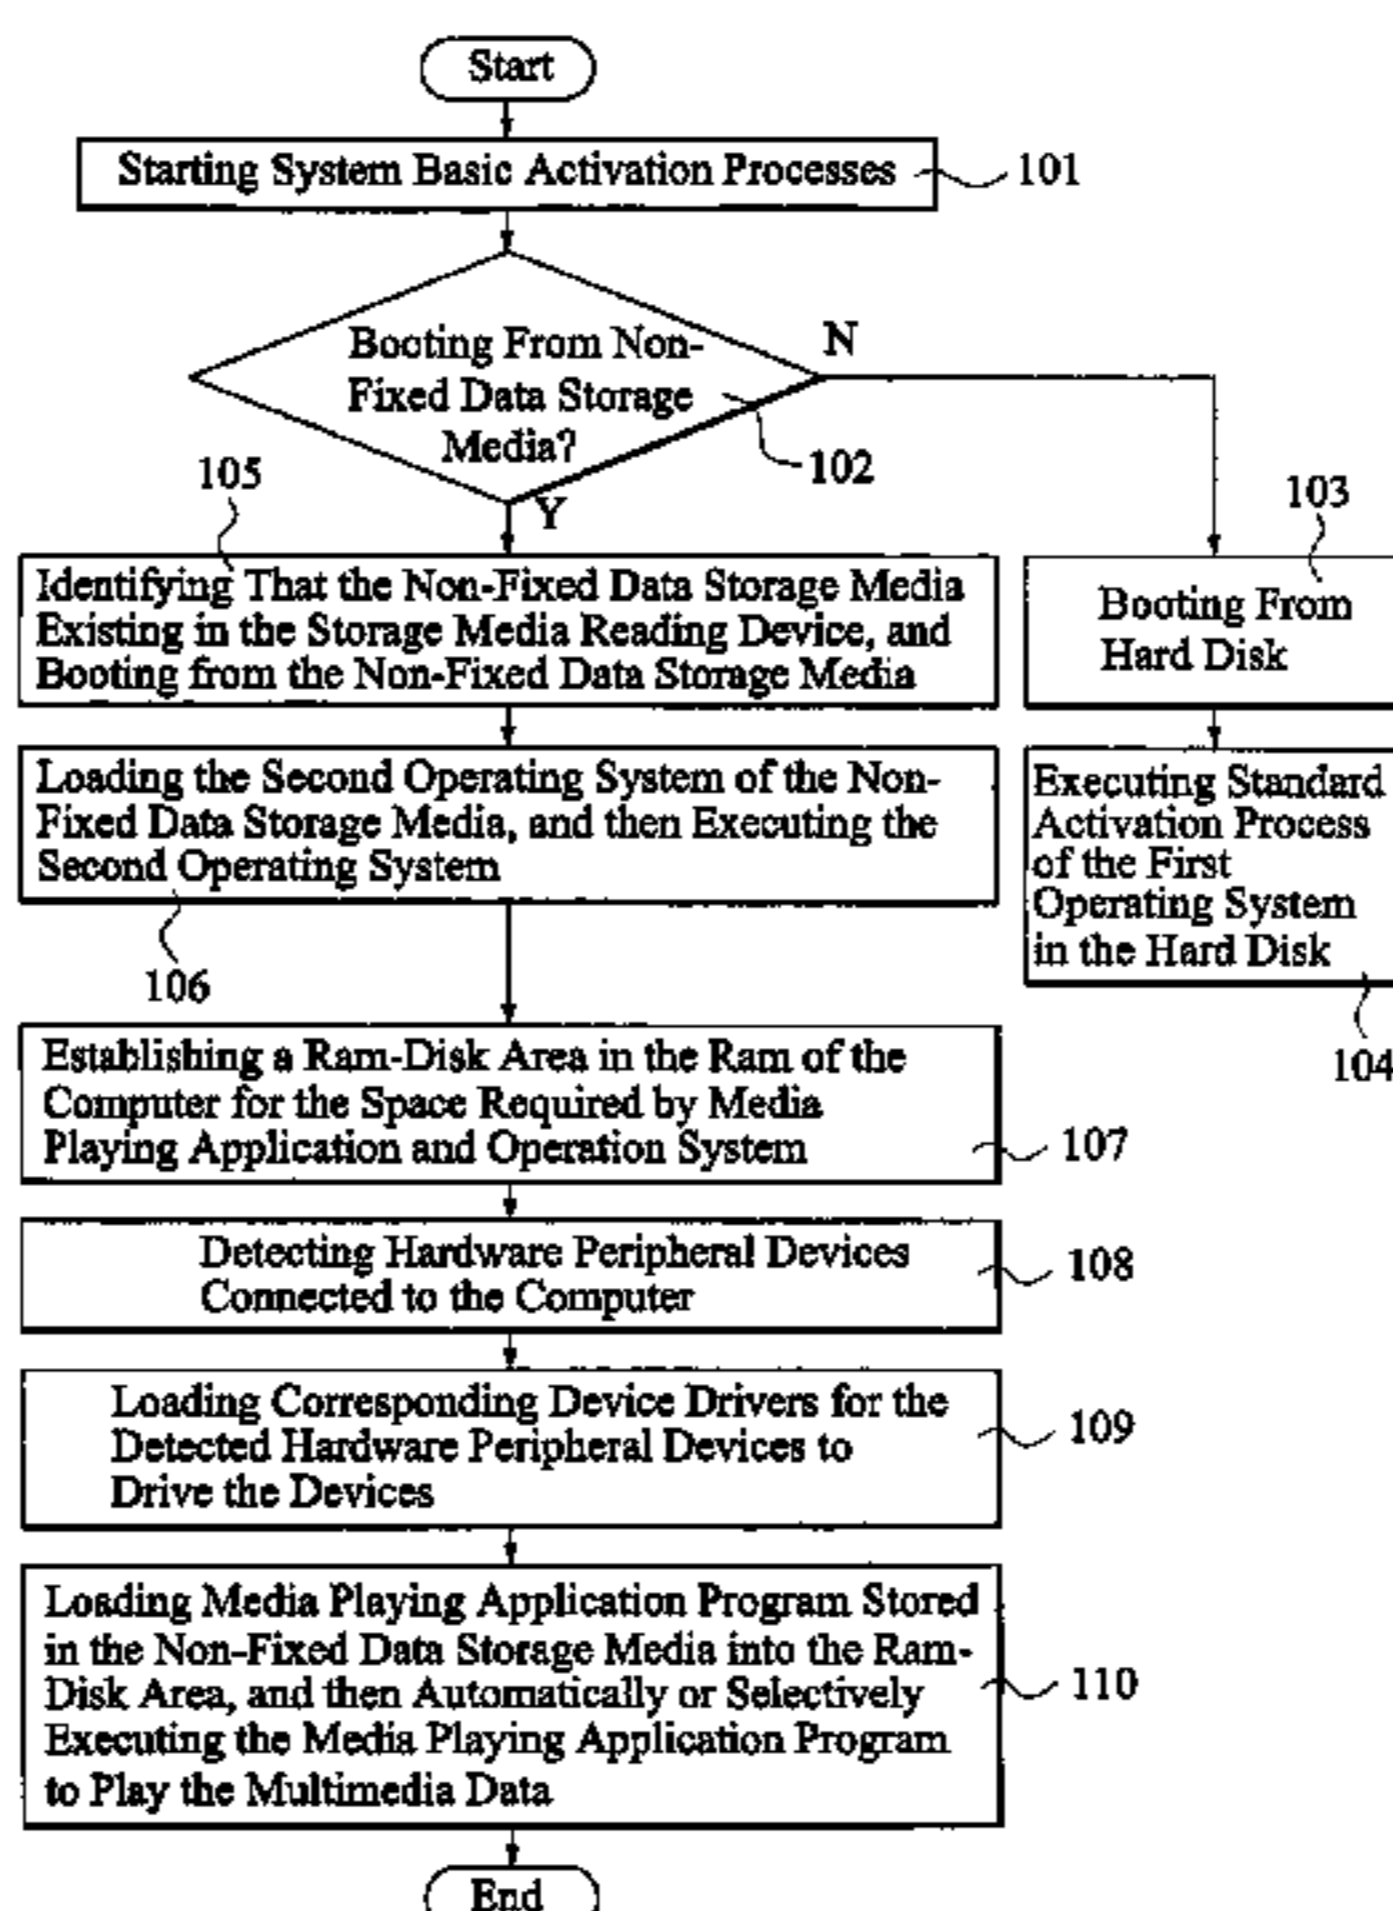 Start
Starting System Basic Activation Processes
101
Booting From Non-
Fixed Data Storage
Media?
N
102
Y
105
Identifying That the Non-Fixed Data Storage Media
Existing in the Storage Media Reading Device, and
Booting from the Non-Fixed Data Storage Media
103
Booting From
Hard Disk
Loading the Second Operating System of the Non-
Fixed Data Storage Media, and then Executing the
Second Operating System
106
Executing Standard
Activation Process
of the First
Operating System
in the Hard Disk
104
Establishing a Ram-Disk Area in the Ram of the
Computer for the Space Required by Media
Playing Application and Operation System
107
Detecting Hardware Peripheral Devices
Connected to the Computer
108
Loading Corresponding Device Drivers for the
Detected Hardware Peripheral Devices to
Drive the Devices
109
Loading Media Playing Application Program Stored
in the Non-Fixed Data Storage Media into the Ram-
Disk Area, and then Automatically or Selectively
Executing the Media Playing Application Program
to Play the Multimedia Data
110
End